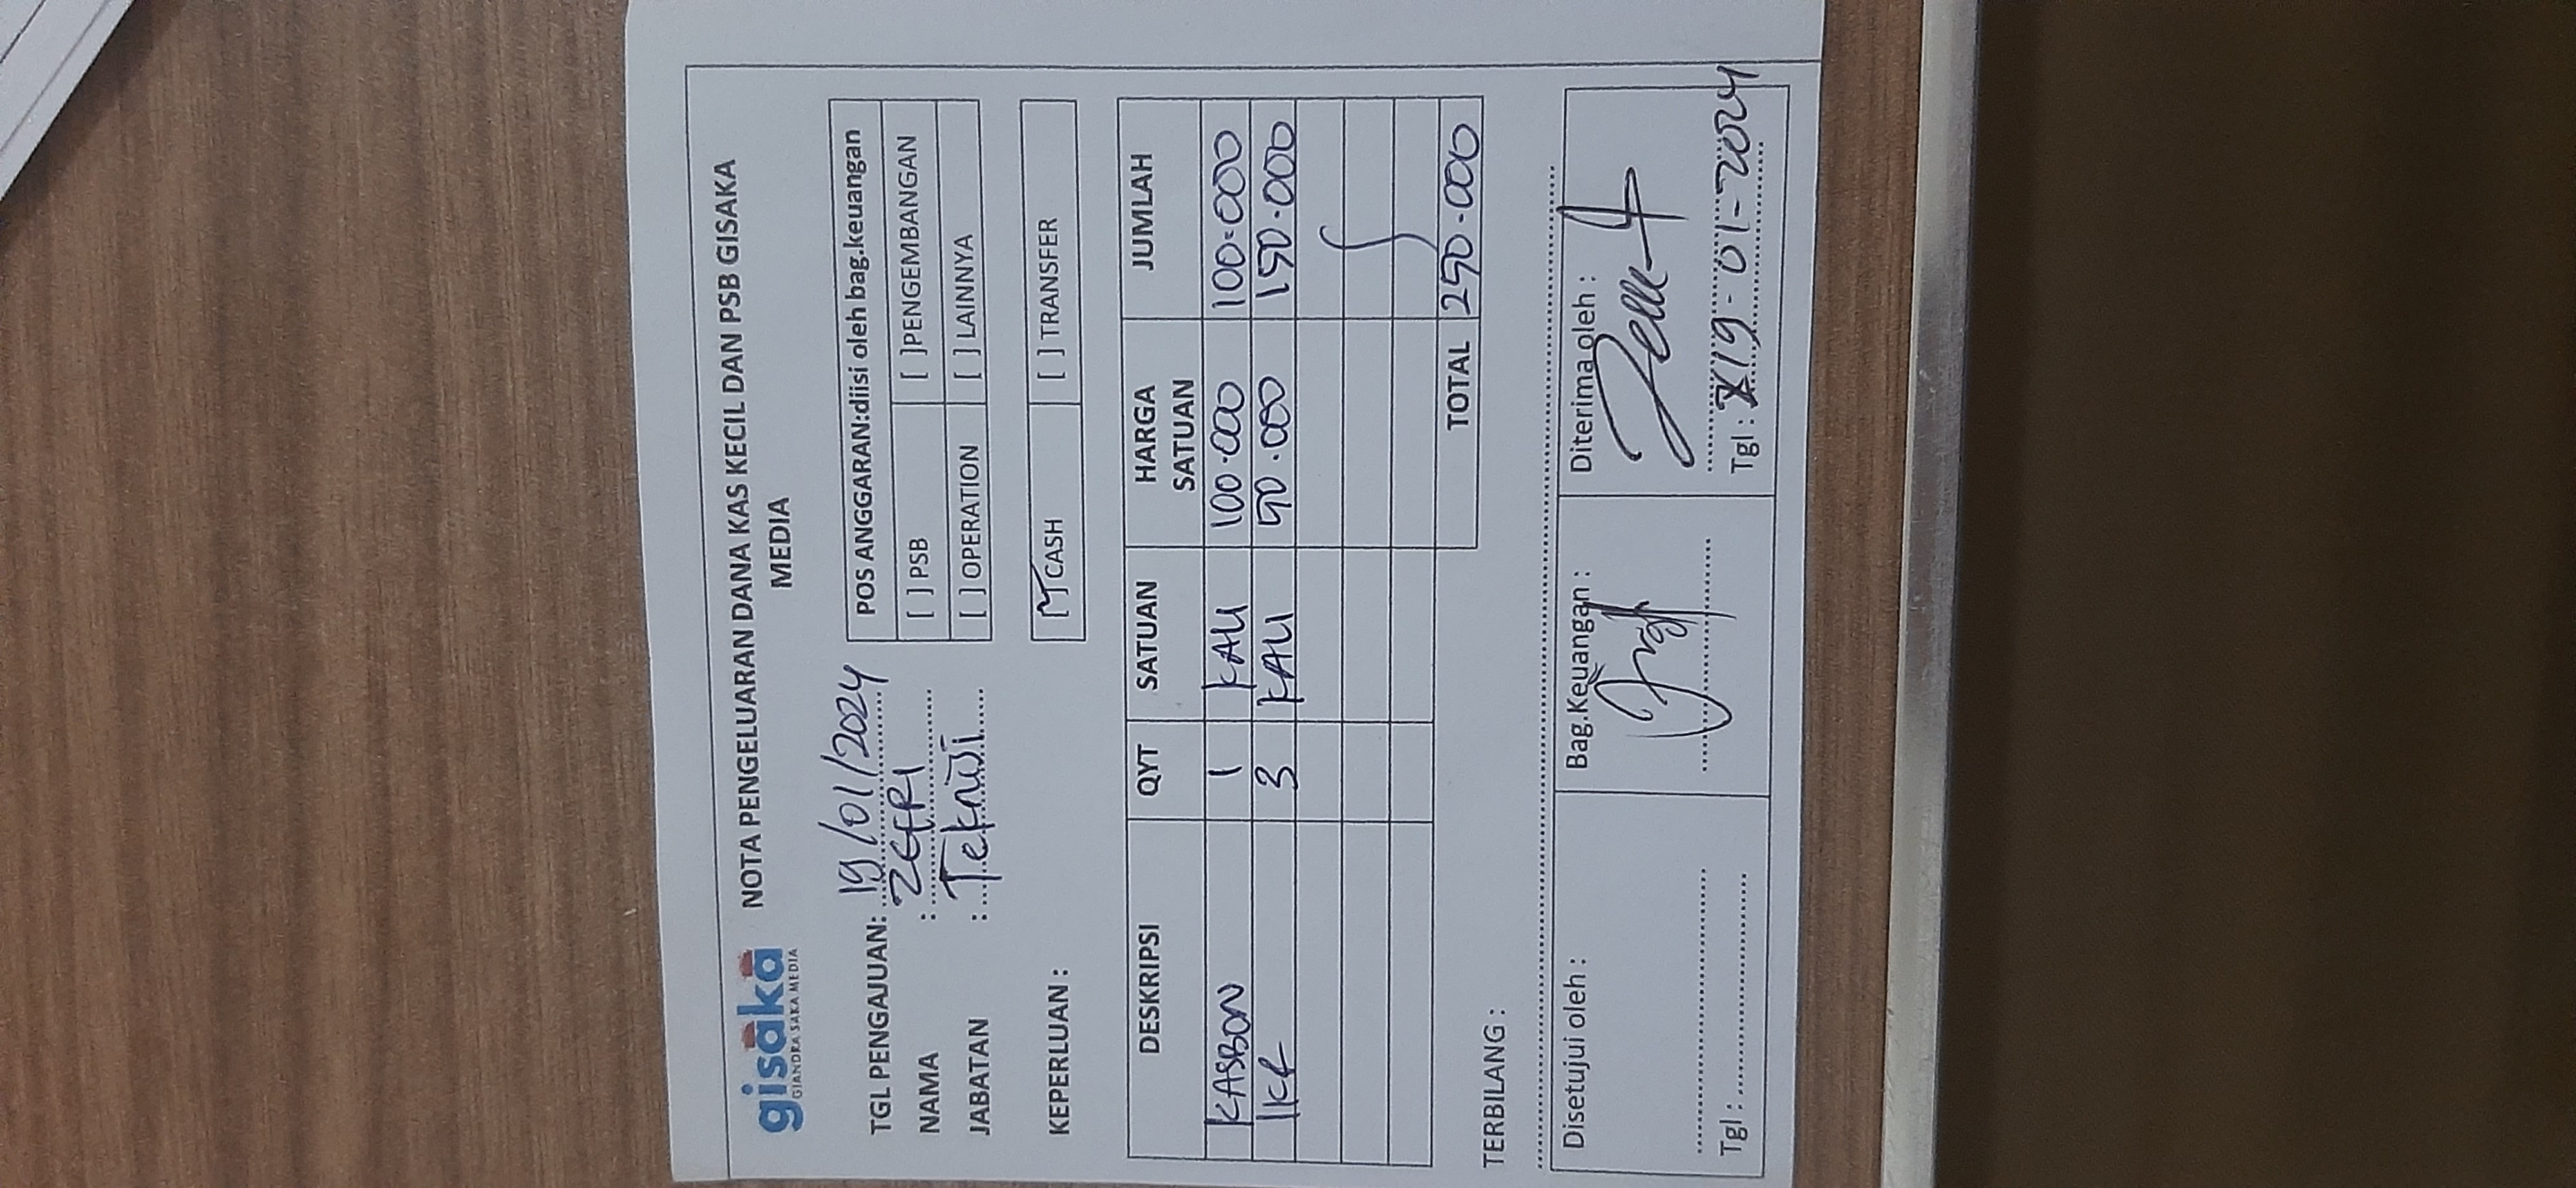 gisaka
GIANDRA SAKA MEDIA
NOTA PENGELUARAN DANA KAS KECIL DAN PSB GISAKA
MEDIA
TGL PENGAJUAN: 19/01/2024
NAMA : ZEFRI
JABATAN : Teknisi
POS ANGGARAN:diisi oleh bag.keuangan
[ ] PSB [ ]PENGEMBANGAN
[ ] OPERATION [ ] LAINNYA
KEPERLUAN :
[✓] CASH [ ] TRANSFER
DESKRIPSI QYT SATUAN HARGA SATUAN JUMLAH
KASBON 1 KALI 100.000 100.000
IKR 3 KALI 50.000 150.000
TOTAL 250.000
TERBILANG :
Disetujui oleh : Bag.Keuangan : Diterima oleh :
Tgl : Tgl : 19-01-2024